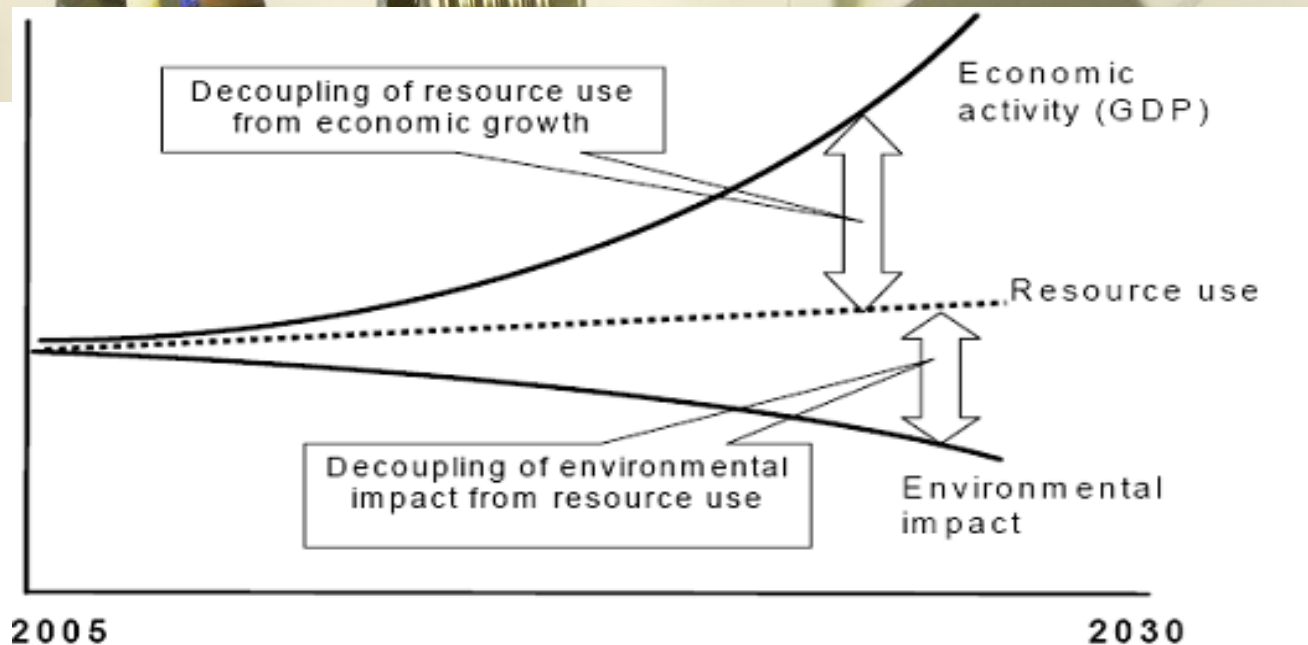 Decoupling of resource use
from economic growth
Economic
activity (GDP)
Resource use
Decoupling of environmental
impact from resource use
Environmental
impact
2005
2030